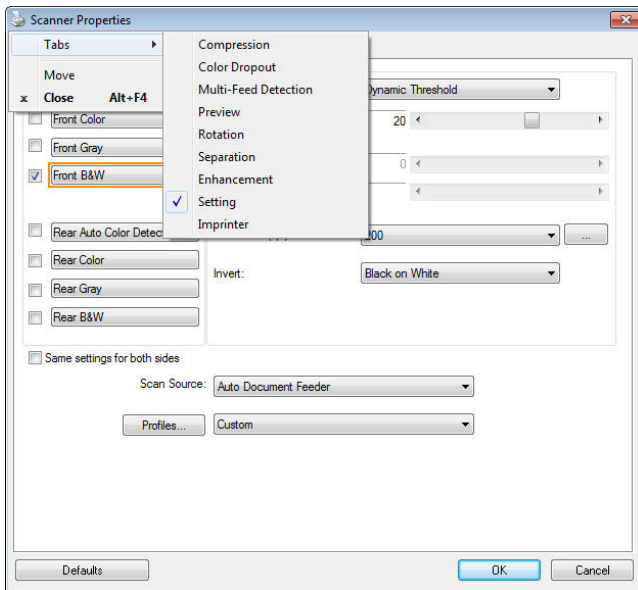 Scanner Properties
Tabs
Move
x Close Alt+F4
Compression
Color Dropout
Multi-Feed Detection
Preview
Rotation
Separation
Enhancement
Setting
Imprinter
Dynamic Threshold
Front Color
20
Front Gray
0
Front B&W
Rear Auto Color Detec
200
...
Rear Color
Invert: Black on White
Rear Gray
Rear B&W
Same settings for both sides
Scan Source: Auto Document Feeder
Profiles... Custom
Defaults OK Cancel